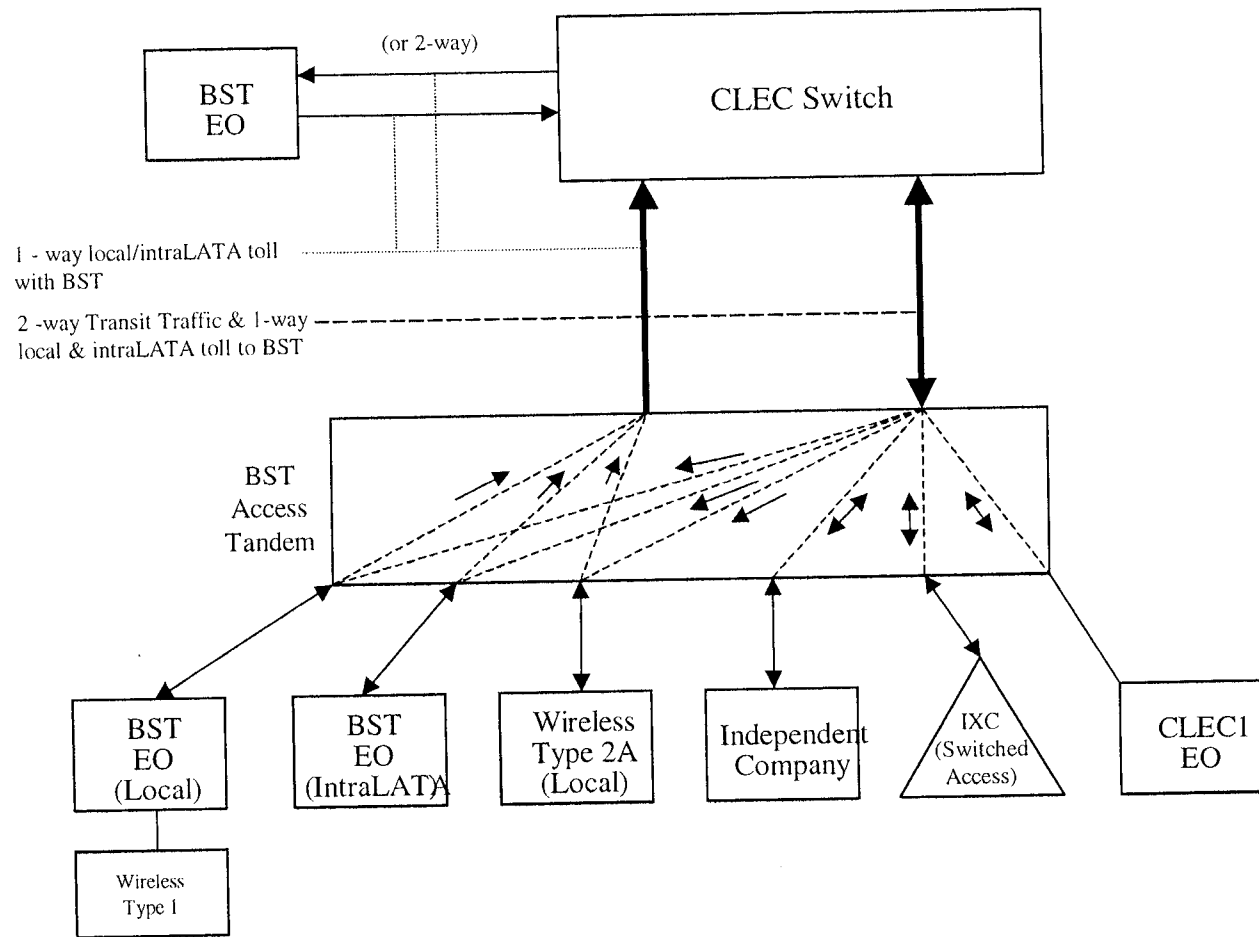 (or 2-way)
BST
EO
CLEC Switch
1 - way local/intraLATA toll
with BST
2 -way Transit Traffic & 1-way
local & intraLATA toll to BST
BST
Access
Tandem
BST
EO
(Local)
BST
EO
(IntraLATA)
Wireless
Type 2A
(Local)
Independent
Company
IXC
(Switched
Access)
CLEC1
EO
Wireless
Type 1